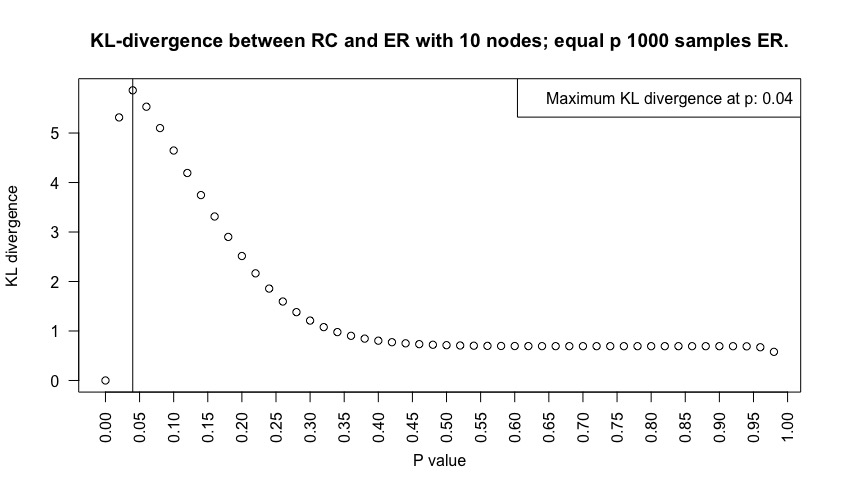 KL-divergence between RC and ER with 10 nodes; equal p 1000 samples ER.
Maximum KL divergence at p: 0.04
KL divergence
5
4
3
2
1
0
0.00 0.05 0.10 0.15 0.20 0.25 0.30 0.35 0.40 0.45 0.50 0.55 0.60 0.65 0.70 0.75 0.80 0.85 0.90 0.95 1.00
P value